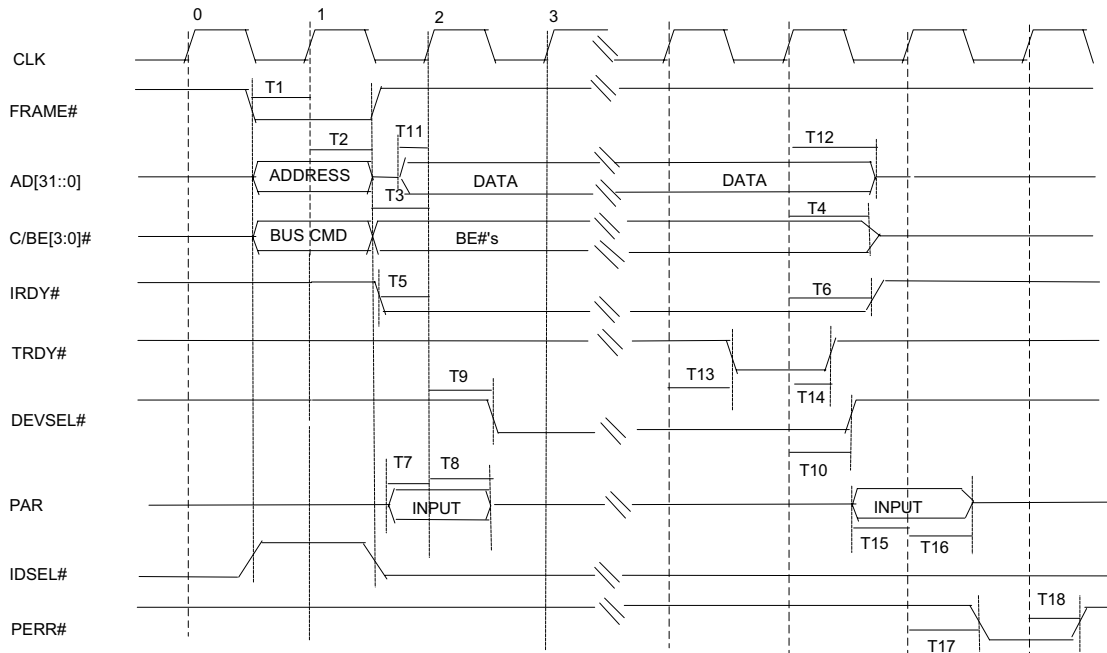 0 1 2 3
CLK
T1
FRAME#
T2 T11 T12
AD[31::0] ADDRESS DATA DATA
T3 T4
C/BE[3:0]# BUS CMD BE#'s
T5 T6
IRDY#
TRDY#
T9 T13 T14
DEVSEL#
T7 T8 T10
PAR INPUT INPUT
T15 T16
IDSEL#
T18
PERR#
T17